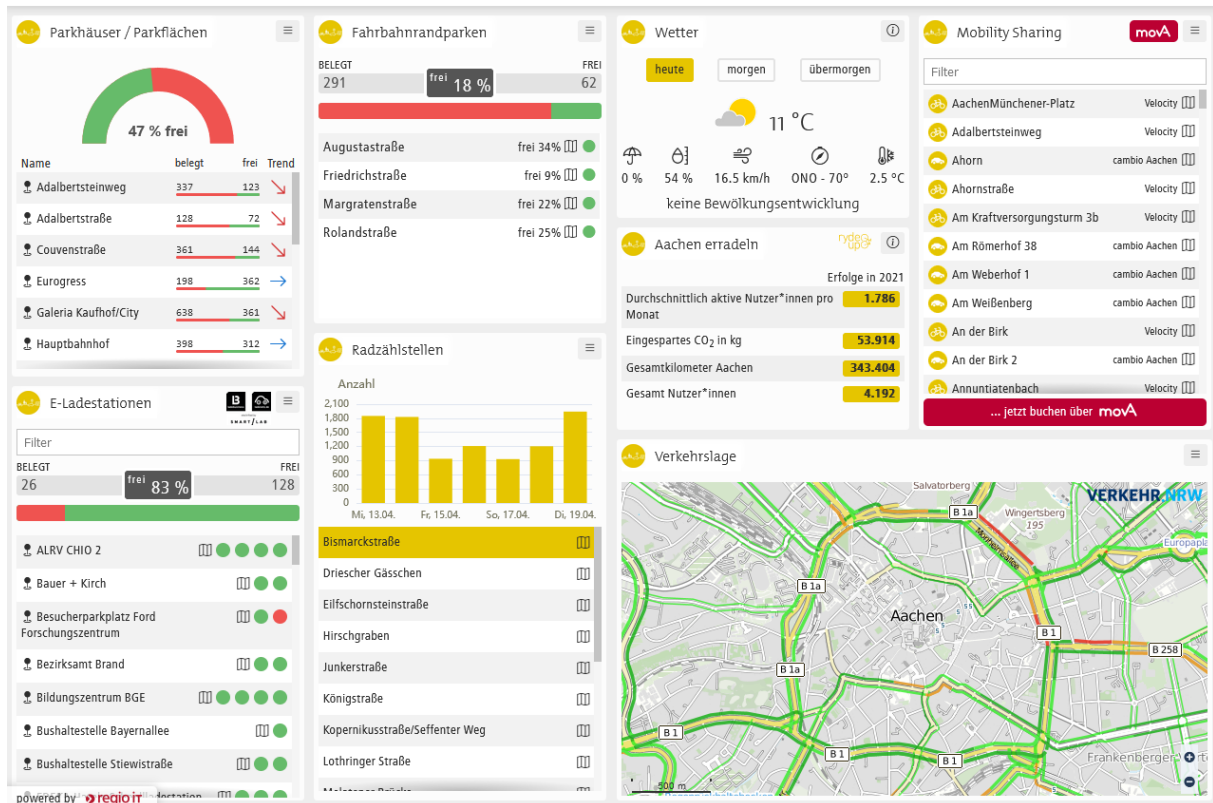 Parkhäuser / Parkflächen
47 % frei
Name belegt frei Trend
Adalbertsteinweg 337 123
Adalbertstraße 128 72
Couvenstraße 361 144
Eurogress 198 362
Galeria Kaufhof/City 638 361
Hauptbahnhof 398 312
E-Ladestationen
SMART/LAB
Filter
BELEGT FREI
26 frei 83 % 128
ALRV CHIO 2
Bauer + Kirch
Besucherparkplatz Ford
Forschungszentrum
Bezirksamt Brand
Bildungszentrum BGE
Bushaltestelle Bayernallee
Bushaltestelle Stiewistraße
powered by regio iT
Fahrbahnrandparken
BELEGT FREI
291 frei 18 % 62
Augustastraße frei 34%
Friedrichstraße frei 9%
Margratenstraße frei 22%
Rolandstraße frei 25%
Radzählstellen
Anzahl
2,100
1,800
1,500
1,200
900
600
300
0
Mi, 13.04. Fr, 15.04. So, 17.04. Di, 19.04.
Bismarckstraße
Driescher Gässchen
Eilfschornsteinstraße
Hirschgraben
Junkerstraße
Königstraße
Kopernikusstraße/Seffenter Weg
Lothringer Straße
Wetter
heute morgen übermorgen
11 °C
0 % 54 % 16.5 km/h ONO - 70° 2.5 °C
keine Bewölkungsentwicklung
Aachen erradeln
ryde up
Erfolge in 2021
Durchschnittlich aktive Nutzer*innen pro 1.786
Monat
Eingespartes CO₂ in kg 53.914
Gesamtkilometer Aachen 343.404
Gesamt Nutzer*innen 4.192
Mobility Sharing movA
Filter
AachenMünchener-Platz Velocity
Adalbertsteinweg Velocity
Ahorn cambio Aachen
Ahornstraße Velocity
Am Kraftversorgungsturm 3b Velocity
Am Römerhof 38 cambio Aachen
Am Weberhof 1 cambio Aachen
Am Weißenberg cambio Aachen
An der Birk Velocity
An der Birk 2 cambio Aachen
Annuntiatenbach Velocity
... jetzt buchen über movA
Verkehrslage
Salvatorberg
VERKEHR.NRW
B 1a
Wingertsberg
195
Monheimsallee
Europapla
B 1a
Aachen
B 1
B 258
B 1a
B 1
B 1
B 1
Frankenberger
500 m